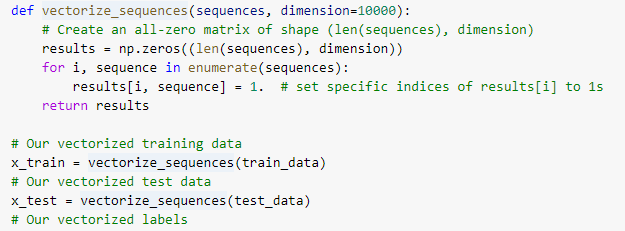 def vectorize_sequences(sequences, dimension=10000):
    # Create an all-zero matrix of shape (len(sequences), dimension)
    results = np.zeros((len(sequences), dimension))
    for i, sequence in enumerate(sequences):
        results[i, sequence] = 1.  # set specific indices of results[i] to 1s
    return results

# Our vectorized training data
x_train = vectorize_sequences(train_data)
# Our vectorized test data
x_test = vectorize_sequences(test_data)
# Our vectorized labels